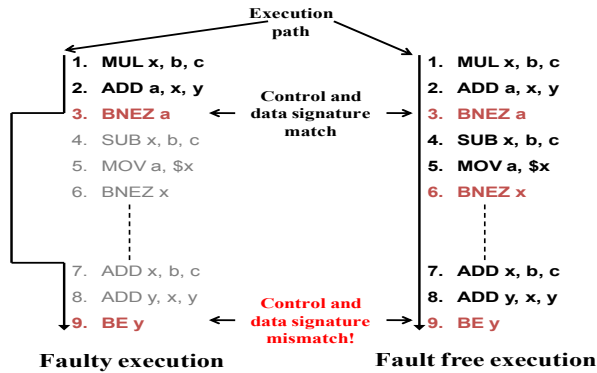 Execution
path
1. MUL x, b, c
2. ADD a, x, y
3. BNEZ a
4. SUB x, b, c
5. MOV a, $x
6. BNEZ x
7. ADD x, b, c
8. ADD y, x, y
9. BE y
Faulty execution
Control and
data signature
match
Control and
data signature
mismatch!
1. MUL x, b, c
2. ADD a, x, y
3. BNEZ a
4. SUB x, b, c
5. MOV a, $x
6. BNEZ x
7. ADD x, b, c
8. ADD y, x, y
9. BE y
Fault free execution